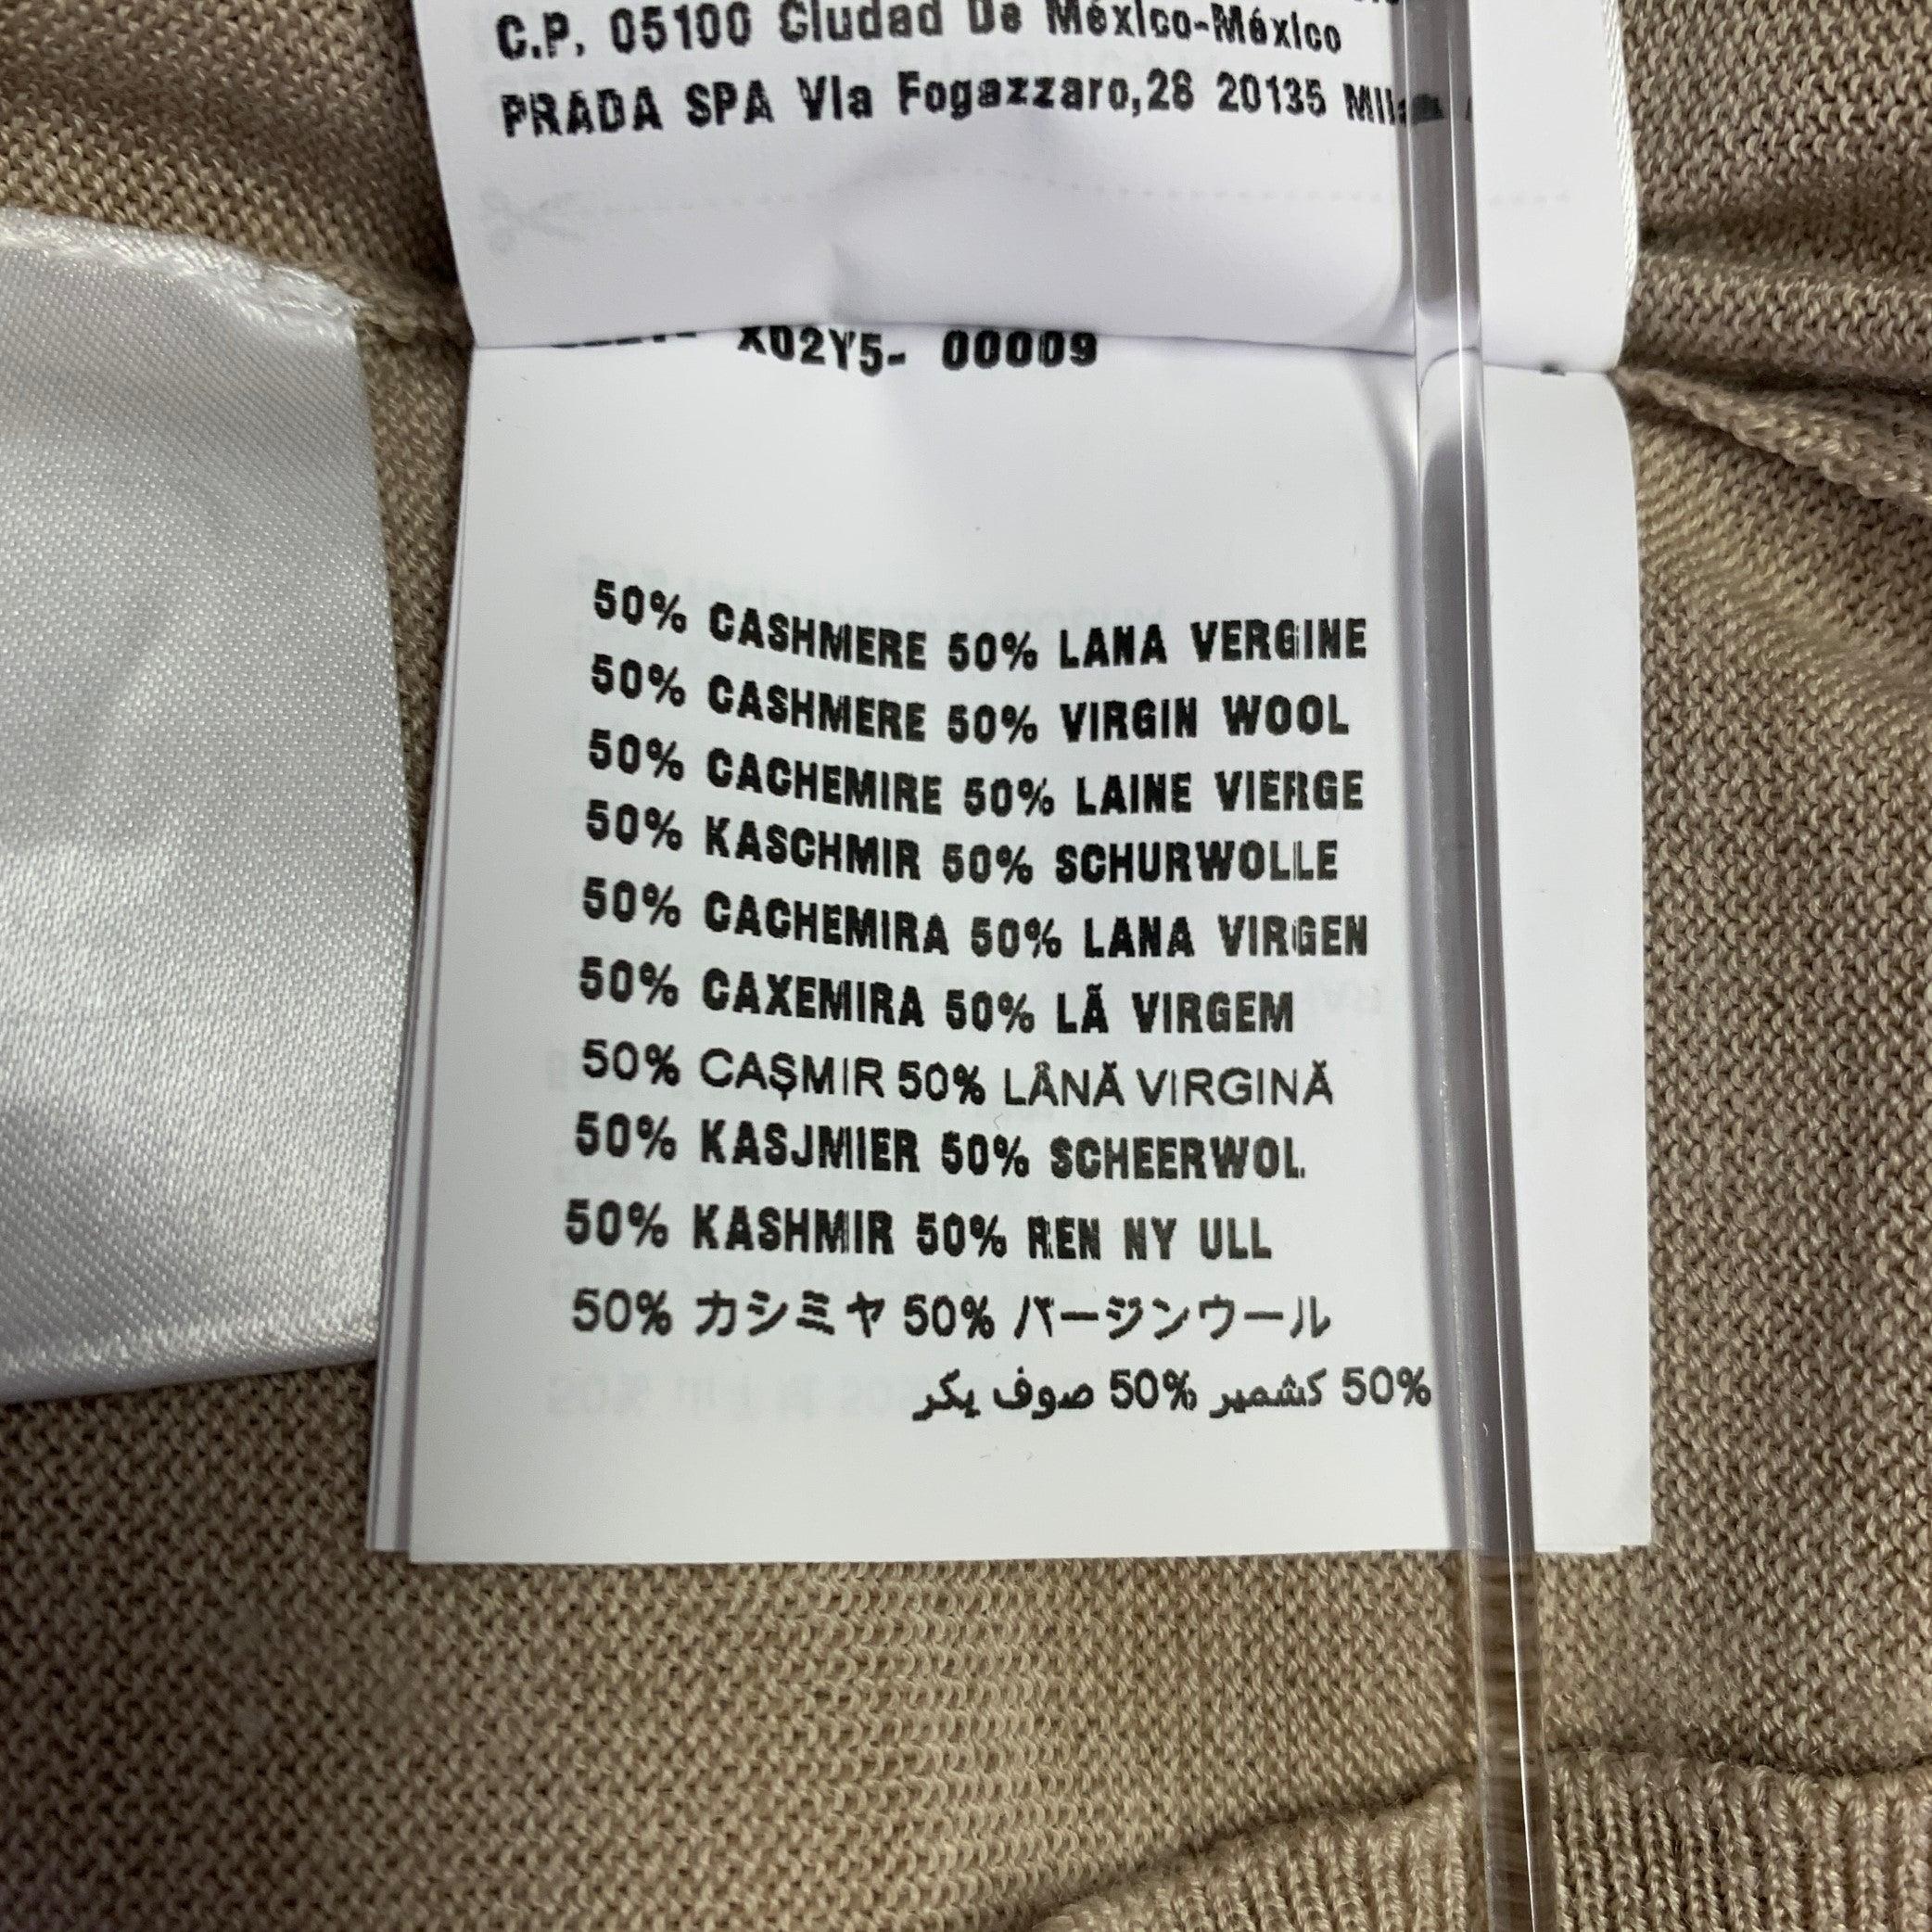 C.P. 05100 Ciudad De México-México
PRADA SPA Via Fogazzaro,28 20135
X02Y5- 00009
50% CASHMERE 50% LANA VERGINE
50% CASHMERE 50% VIRGIN WOOL
50% CACHEMIRE 50% LAINE VIERGE
50% KASCHMIR 50% SCHURWOLLE
50% CACHEMIRA 50% LANA VIRGEN
50% CAXEMIRA 50% LÃ VIRGEM
50% CAŞMIR 50% LÂNĂ VIRGINĂ
50% KASJMIER 50% SCHEERWOL
50% KASHMIR 50% REN NY ULL
50% カシミヤ 50% バージンウール
50% كشمير 50% صوف يكر